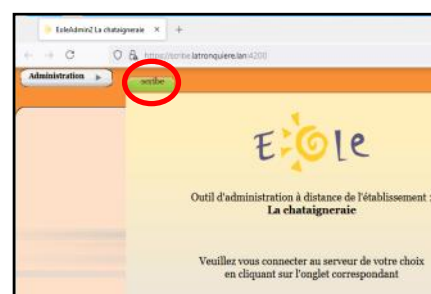 EoleAdmin2 La chataigneraie
https://scribe.latronquiere.lan:4200
Administration
scribe
EOle
Outil d'administration à distance de l'établissement :
La chataigneraie
Veuillez vous connecter au serveur de votre choix
en cliquant sur l'onglet correspondant